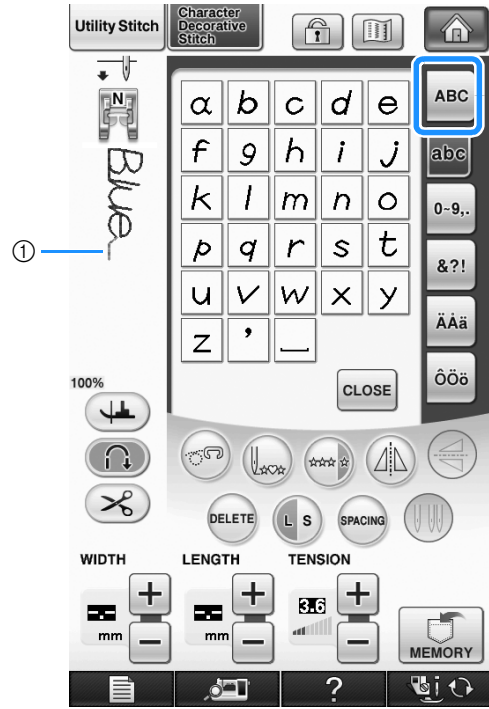 Utility Stitch
Character
Decorative
Stitch
N
Blue
①
a b c d e
f g h i j
k l m n o
p q r s t
u v w x y
z ’ _
ABC
abc
0~9,.
&?!
ÄÅä
ÔÖö
CLOSE
100%
DELETE
L S
SPACING
WIDTH
LENGTH
TENSION
mm
mm
3.6
MEMORY
?